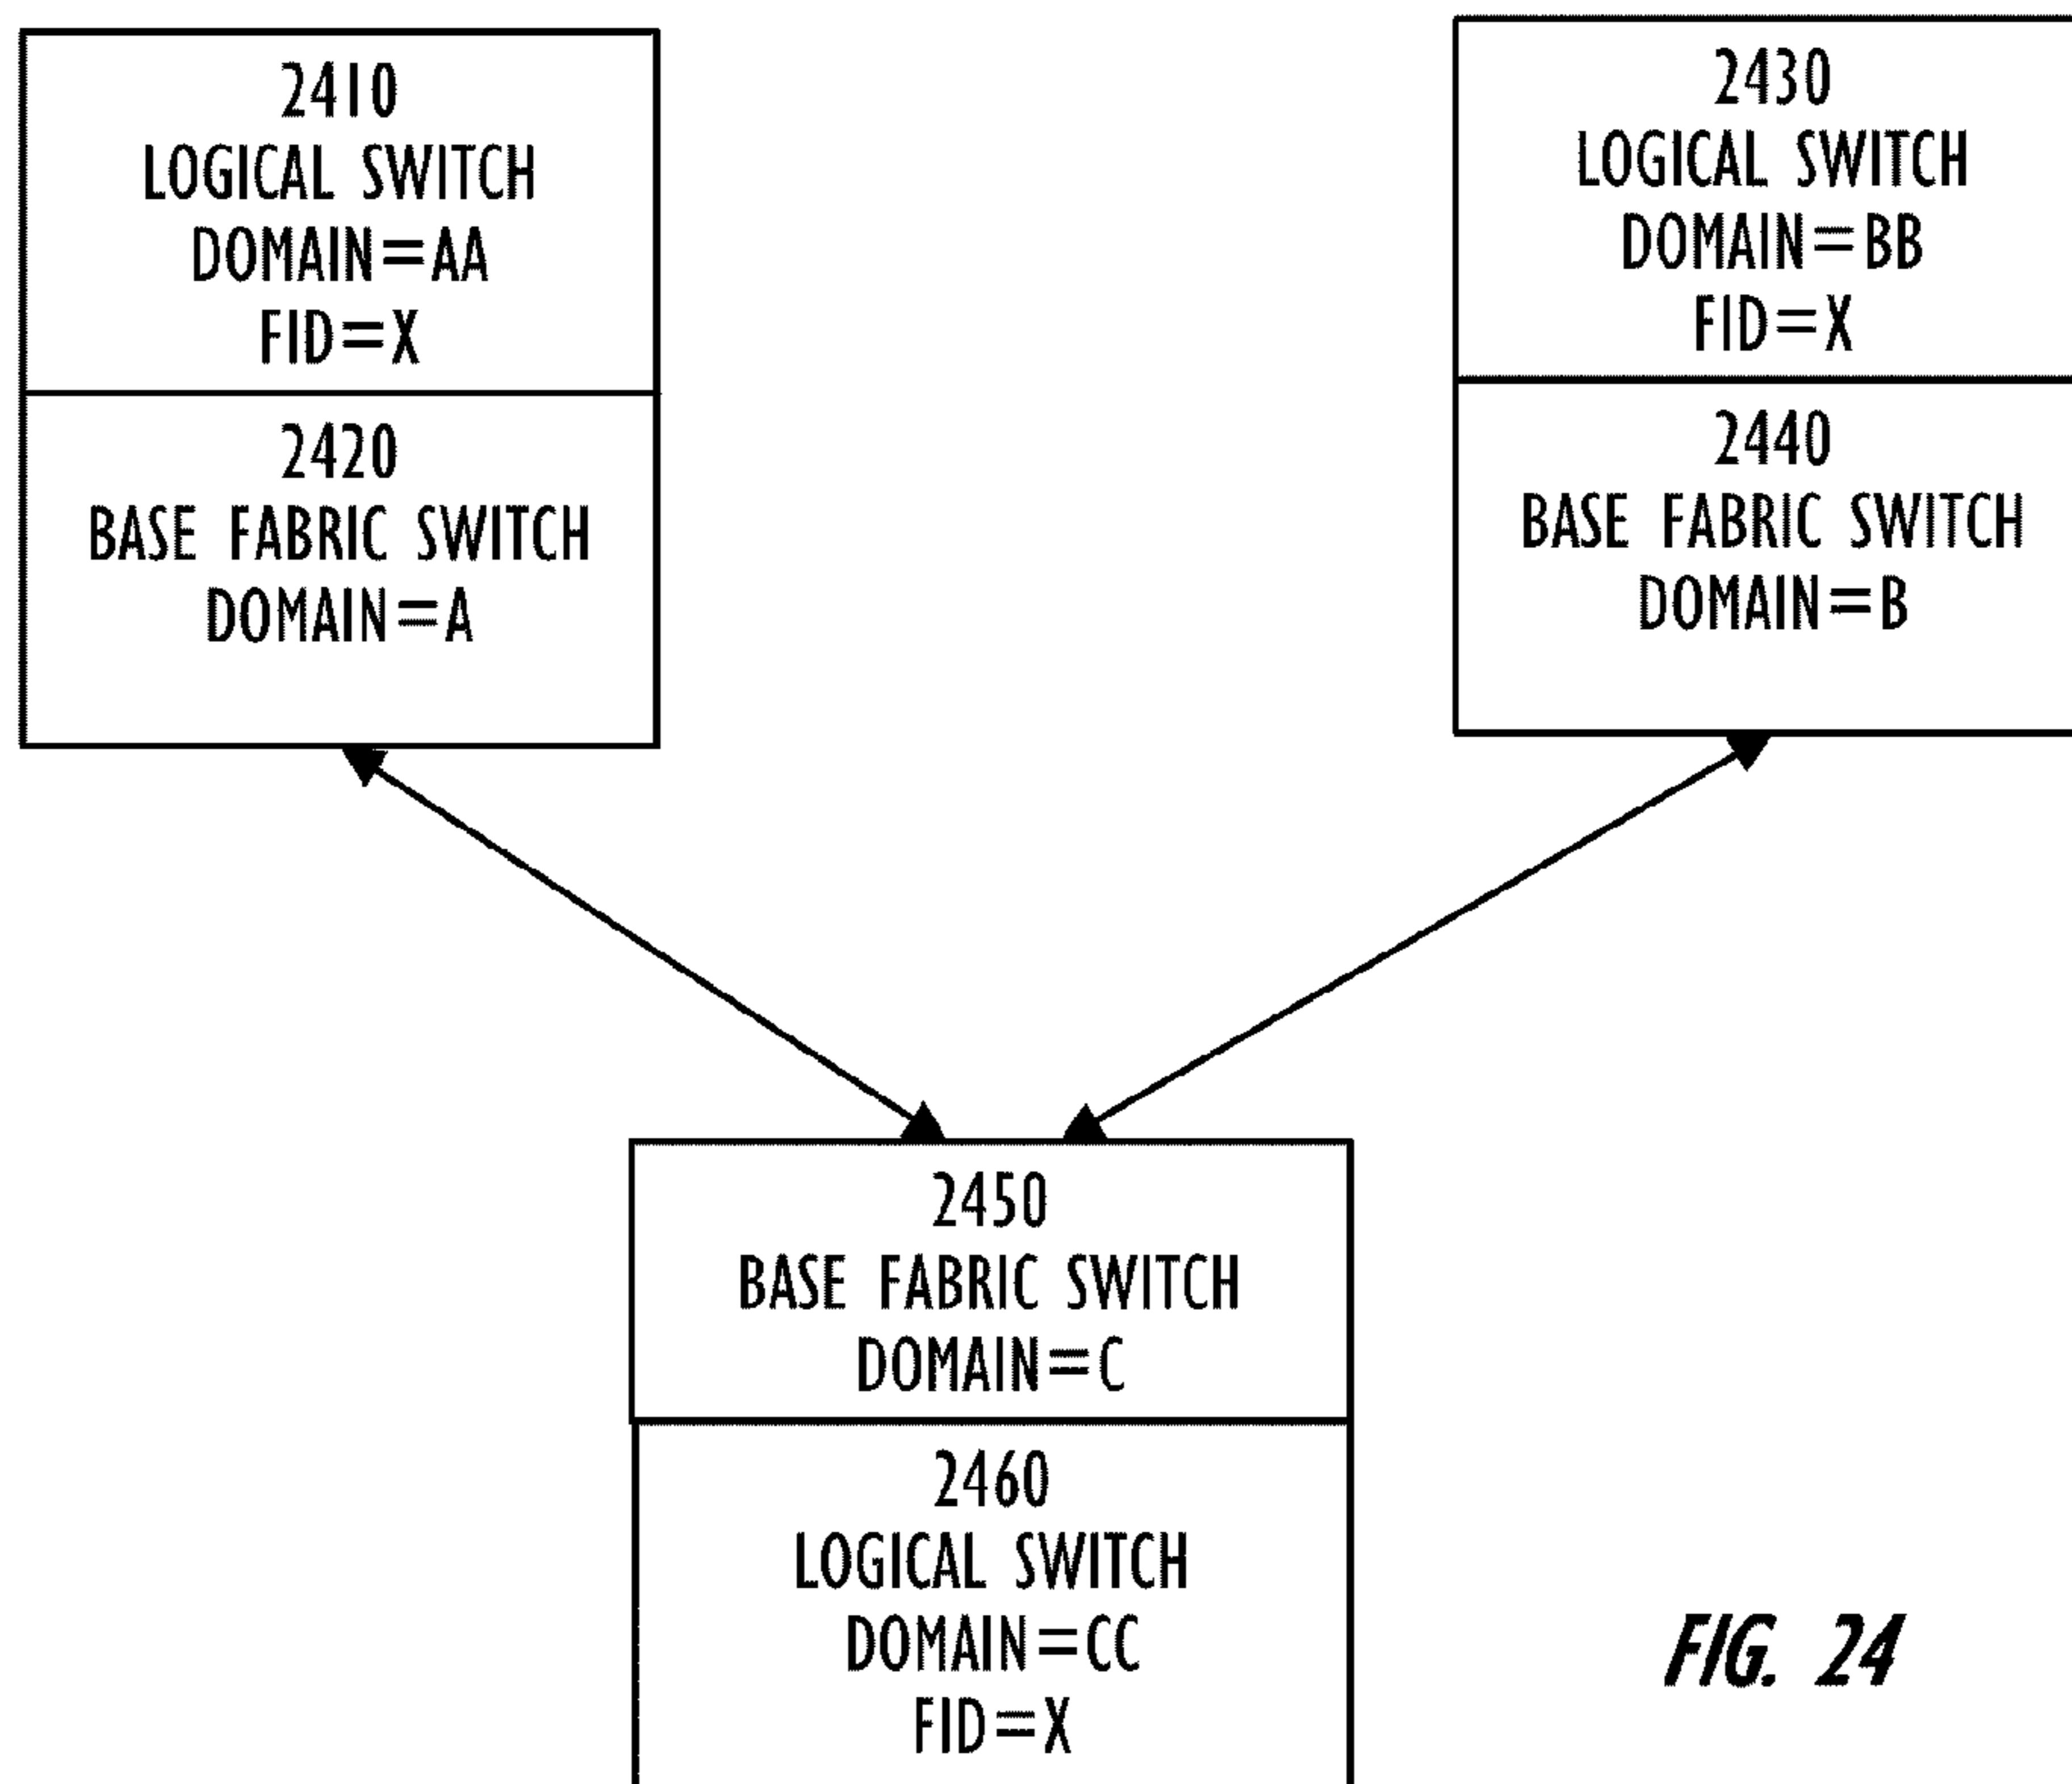 2410
LOGICAL SWITCH
DOMAIN=AA
FID=X
2420
BASE FABRIC SWITCH
DOMAIN=A
2430
LOGICAL SWITCH
DOMAIN=BB
FID=X
2440
BASE FABRIC SWITCH
DOMAIN=B
2450
BASE FABRIC SWITCH
DOMAIN=C
2460
LOGICAL SWITCH
DOMAIN=CC
FID=X
FIG. 24